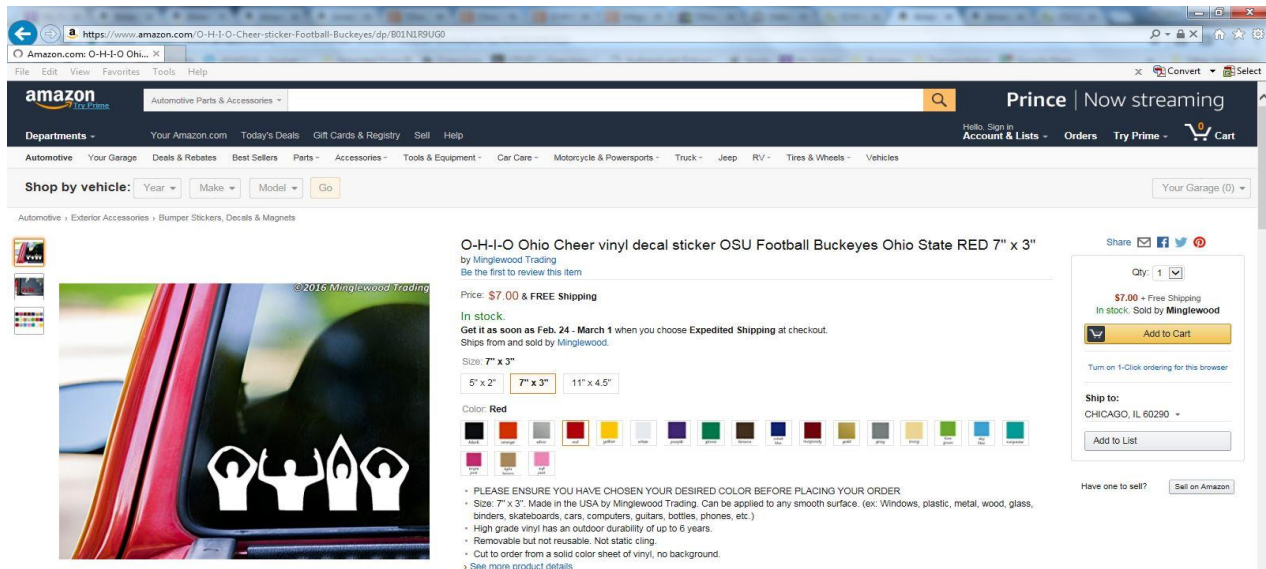 https://www.amazon.com/O-H-I-O-Cheer-sticker-Football-Buckeyes/dp/B01N1R9UG0
Amazon.com: O-H-I-O Ohi...
File Edit View Favorites Tools Help
Convert Select
amazon
Try Prime
Automotive Parts & Accessories
Prince | Now streaming
Departments
Your Amazon.com Today's Deals Gift Cards & Registry Sell Help
Hello. Sign in
Account & Lists Orders Try Prime 0 Cart
Automotive Your Garage Deals & Rebates Best Sellers Parts Accessories Tools & Equipment Car Care Motorcycle & Powersports Truck Jeep RV Tires & Wheels Vehicles
Shop by vehicle: Year Make Model Go Your Garage (0)
Automotive › Exterior Accessories › Bumper Stickers, Decals & Magnets
©2016 Minglewood Trading
O-H-I-O Ohio Cheer vinyl decal sticker OSU Football Buckeyes Ohio State RED 7" x 3"
by Minglewood Trading
Be the first to review this item
Price: $7.00 & FREE Shipping
In stock.
Get it as soon as Feb. 24 - March 1 when you choose Expedited Shipping at checkout.
Ships from and sold by Minglewood.
Size: 7" x 3"
5" x 2" 7" x 3" 11" x 4.5"
Color: Red
PLEASE ENSURE YOU HAVE CHOSEN YOUR DESIRED COLOR BEFORE PLACING YOUR ORDER
Size: 7" x 3". Made in the USA by Minglewood Trading. Can be applied to any smooth surface. (ex: Windows, plastic, metal, wood, glass,
binders, skateboards, cars, computers, guitars, bottles, phones, etc.)
High grade vinyl has an outdoor durability of up to 6 years.
Removable but not reusable. Not static cling.
Cut to order from a solid color sheet of vinyl, no background.
› See more product details
Share
Qty: 1
$7.00 + Free Shipping
In stock. Sold by Minglewood
Add to Cart
Turn on 1-Click ordering for this browser
Ship to:
CHICAGO, IL 60290
Add to List
Have one to sell? Sell on Amazon